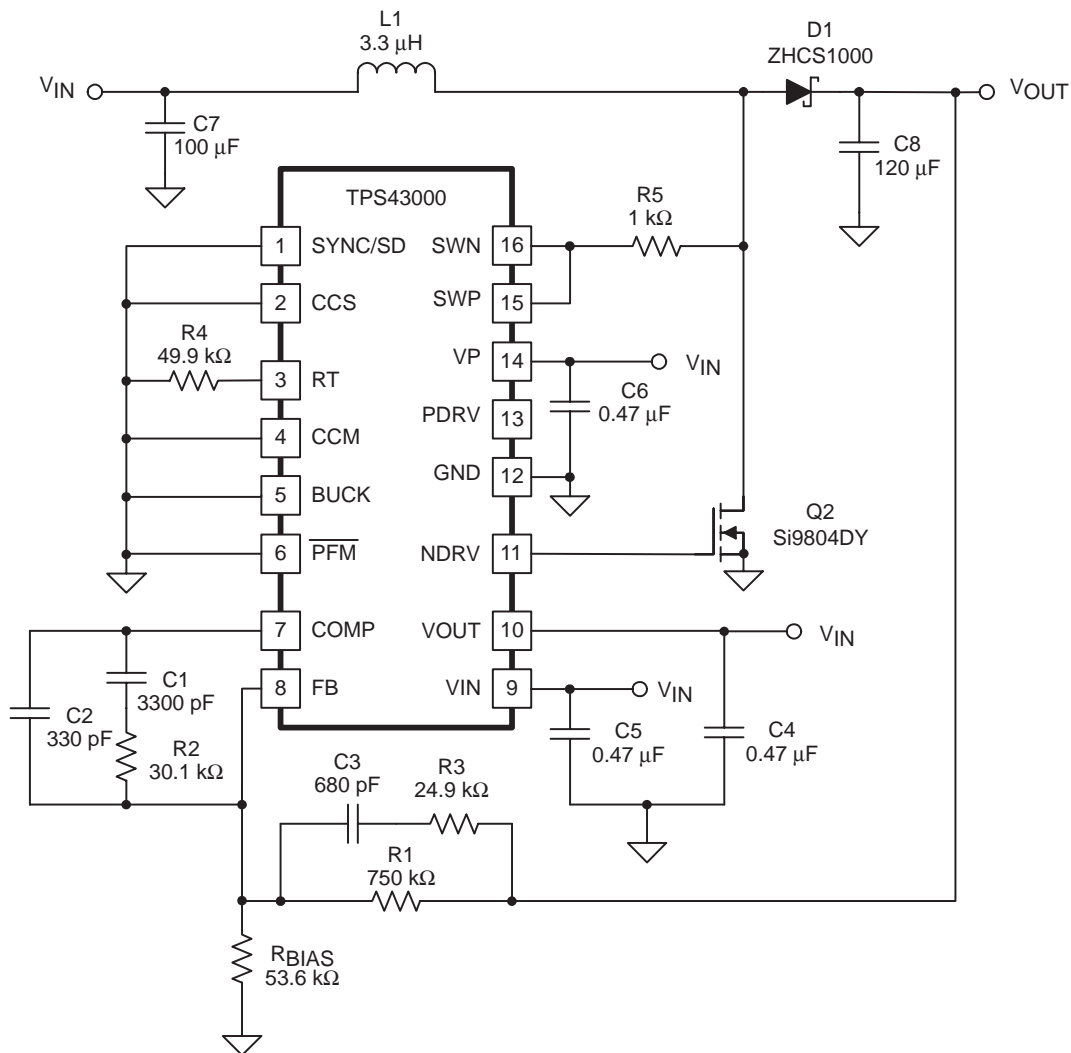 L1
3.3 μH
D1
ZHCS1000
VIN
VOUT
C7
100 μF
C8
120 μF
TPS43000
R5
1 kΩ
1 SYNC/SD SWN 16
2 CCS SWP 15
R4
49.9 kΩ
3 RT VP 14
VIN
C6
0.47 μF
PDRV 13
4 CCM
GND 12
5 BUCK
Q2
Si9804DY
6 PFM NDRV 11
7 COMP VOUT 10
VIN
8 FB VIN 9
VIN
C1
3300 pF
C2
330 pF
R2
30.1 kΩ
C5
0.47 μF
C4
0.47 μF
C3
680 pF
R3
24.9 kΩ
R1
750 kΩ
RBIAS
53.6 kΩ